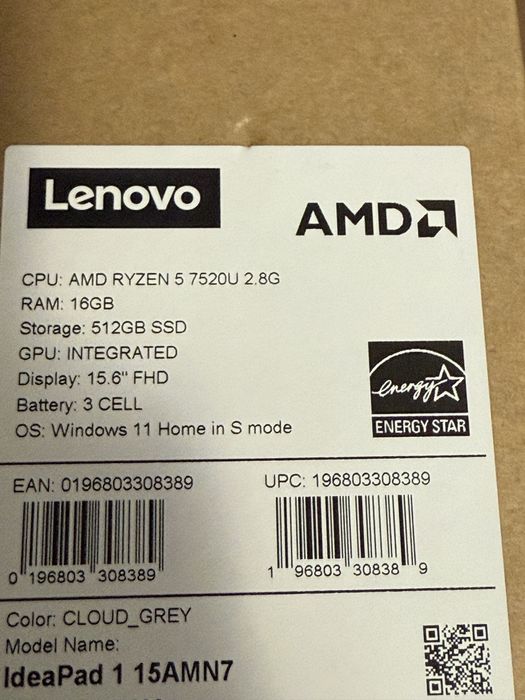 Lenovo
AMD
CPU: AMD RYZEN 5 7520U 2.8G
RAM: 16GB
Storage: 512GB SSD
GPU: INTEGRATED
Display: 15.6" FHD
Battery: 3 CELL
OS: Windows 11 Home in S mode
energy
ENERGY STAR
EAN: 0196803308389
UPC: 196803308389
0 196803 308389
1 96803 30838 9
Color: CLOUD_GREY
Model Name:
IdeaPad 1 15AMN7